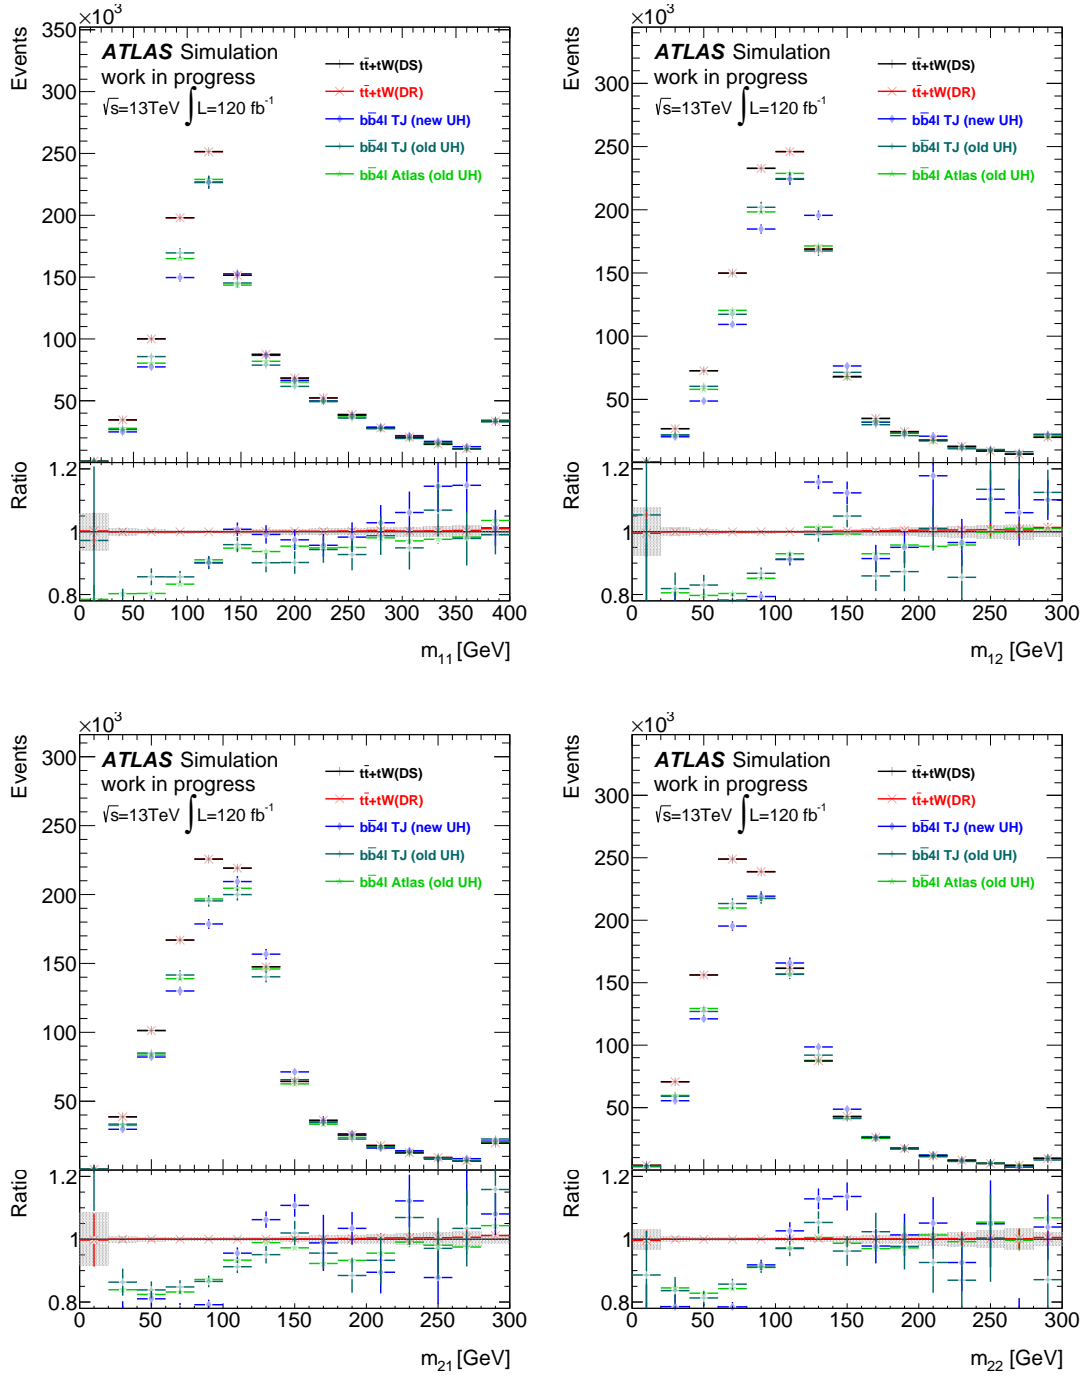 ×10³
Events
350
300
250
200
150
100
50
ATLAS Simulation
work in progress
√s=13TeV ∫L=120 fb⁻¹
tt̄+tW(DS)
tt̄+tW(DR)
bb̄4l TJ (new UH)
bb̄4l TJ (old UH)
bb̄4l Atlas (old UH)
Ratio
1.2
1
0.8
0 50 100 150 200 250 300 350 400
m₁₁ [GeV]
×10³
Events
300
250
200
150
100
50
ATLAS Simulation
work in progress
√s=13TeV ∫L=120 fb⁻¹
tt̄+tW(DS)
tt̄+tW(DR)
bb̄4l TJ (new UH)
bb̄4l TJ (old UH)
bb̄4l Atlas (old UH)
Ratio
1.2
1
0.8
0 50 100 150 200 250 300
m₁₂ [GeV]
×10³
Events
300
250
200
150
100
50
ATLAS Simulation
work in progress
√s=13TeV ∫L=120 fb⁻¹
tt̄+tW(DS)
tt̄+tW(DR)
bb̄4l TJ (new UH)
bb̄4l TJ (old UH)
bb̄4l Atlas (old UH)
Ratio
1.2
1
0.8
0 50 100 150 200 250 300
m₂₁ [GeV]
×10³
Events
300
250
200
150
100
50
ATLAS Simulation
work in progress
√s=13TeV ∫L=120 fb⁻¹
tt̄+tW(DS)
tt̄+tW(DR)
bb̄4l TJ (new UH)
bb̄4l TJ (old UH)
bb̄4l Atlas (old UH)
Ratio
1.2
1
0.8
0 50 100 150 200 250 300
m₂₂ [GeV]